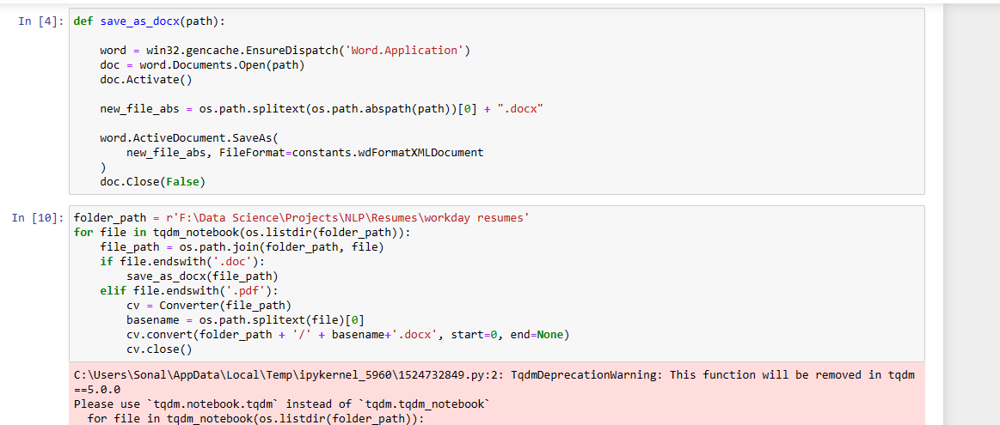 In [4]: def save_as_docx(path):
word = win32.gencache.EnsureDispatch('Word.Application')
doc = word.Documents.Open(path)
doc.Activate()
new_file_abs = os.path.splitext(os.path.abspath(path))[0] + ".docx"
word.ActiveDocument.SaveAs(
new_file_abs, FileFormat=constants.wdFormatXMLDocument
)
doc.Close(False)
In [10]: folder_path = r'F:\Data Science\Projects\NLP\Resumes\workday resumes'
for file in tqdm_notebook(os.listdir(folder_path)):
file_path = os.path.join(folder_path, file)
if file.endswith('.doc'):
save_as_docx(file_path)
elif file.endswith('.pdf'):
cv = Converter(file_path)
basename = os.path.splitext(file)[0]
cv.convert(folder_path + '/' + basename+'.docx', start=0, end=None)
cv.close()
C:\Users\Sonal\AppData\Local\Temp\ipykernel_5960\1524732849.py:2: TqdmDeprecationWarning: This function will be removed in tqdm
==5.0.0
Please use `tqdm.notebook.tqdm` instead of `tqdm.tqdm_notebook`
for file in tqdm_notebook(os.listdir(folder_path)):